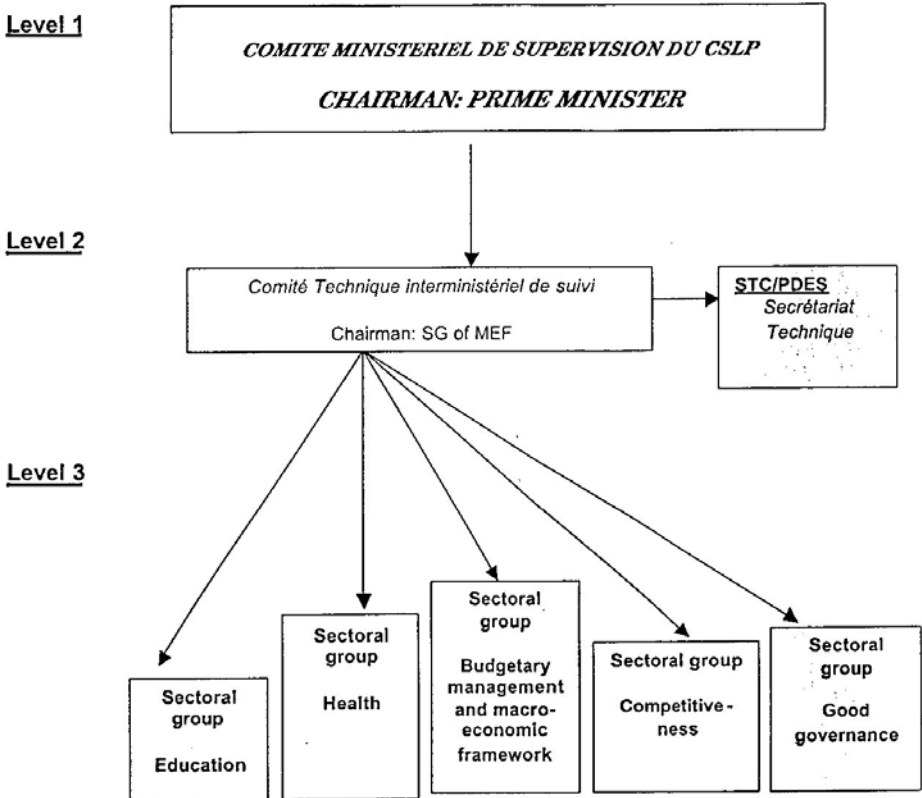 Level 1
COMITE MINISTERIEL DE SUPERVISION DU CSLP
CHAIRMAN: PRIME MINISTER
Level 2
Comité Technique interministériel de suivi
Chairman: SG of MEF
STC/PDES
Secrétariat
Technique
Level 3
Sectoral
group
Education
Sectoral
group
Health
Sectoral
group
Budgetary
management
and macro-
economic
framework
Sectoral group
Competitive-
ness
Sectoral
group
Good
governance